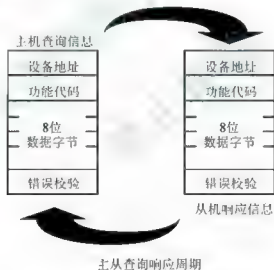 主机查询信息
设备地址
功能代码
8位
数据字节
错误校验
设备地址
功能代码
8位
数据字节
错误校验
从机响应信息
主从查询响应周期